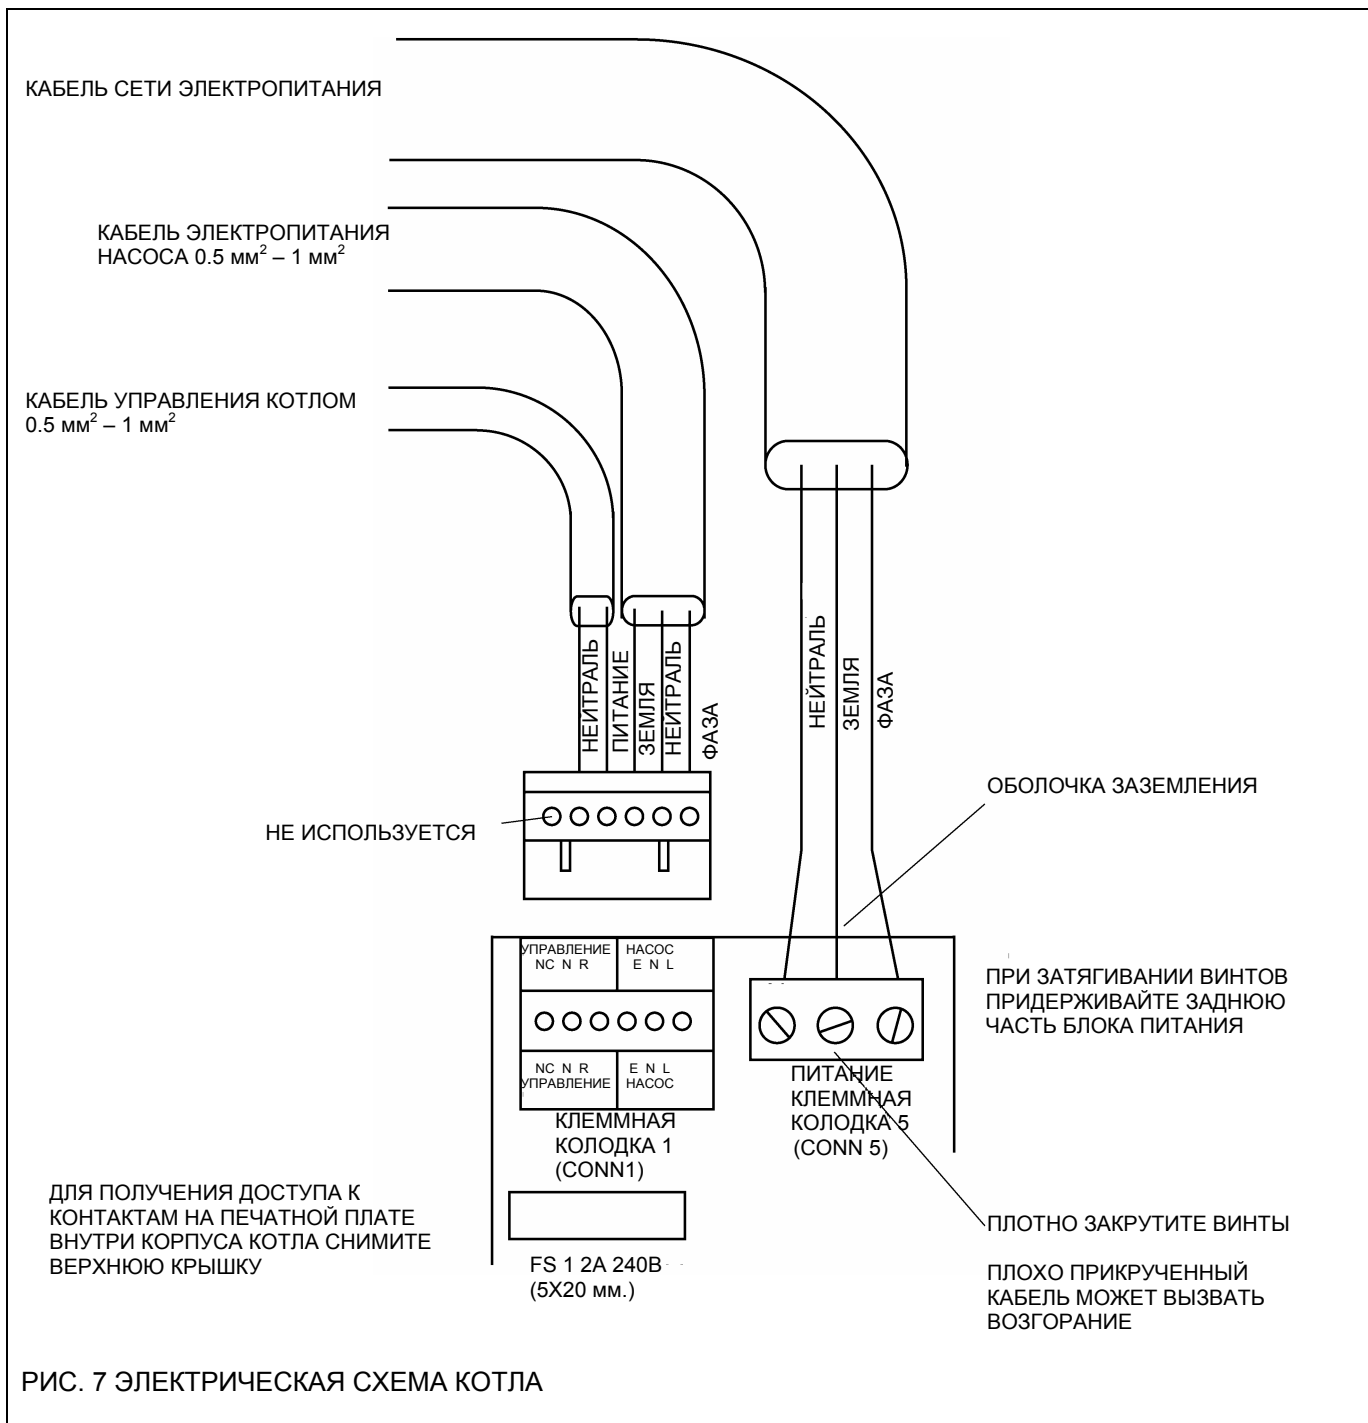 КАБЕЛЬ СЕТИ ЭЛЕКТРОПИТАНИЯ
КАБЕЛЬ ЭЛЕКТРОПИТАНИЯ
НАСОСА 0.5 мм² – 1 мм²
КАБЕЛЬ УПРАВЛЕНИЯ КОТЛОМ
0.5 мм² – 1 мм²
НЕЙТРАЛЬ
ПИТАНИЕ
ЗЕМЛЯ
НЕЙТРАЛЬ
ФАЗА
НЕЙТРАЛЬ
ЗЕМЛЯ
ФАЗА
ОБОЛОЧКА ЗАЗЕМЛЕНИЯ
НЕ ИСПОЛЬЗУЕТСЯ
УПРАВЛЕНИЕ НАСОС
NC N R E N L
ПРИ ЗАТЯГИВАНИИ ВИНТОВ
ПРИДЕРЖИВАЙТЕ ЗАДНЮЮ
ЧАСТЬ БЛОКА ПИТАНИЯ
NC N R E N L
УПРАВЛЕНИЕ НАСОС
ПИТАНИЕ
КЛЕММНАЯ
КОЛОДКА 5
(CONN 5)
КЛЕММНАЯ
КОЛОДКА 1
(CONN1)
ДЛЯ ПОЛУЧЕНИЯ ДОСТУПА К
КОНТАКТАМ НА ПЕЧАТНОЙ ПЛАТЕ
ВНУТРИ КОРПУСА КОТЛА СНИМИТЕ
ВЕРХНЮЮ КРЫШКУ
FS 1 2A 240В
(5X20 мм.)
ПЛОТНО ЗАКРУТИТЕ ВИНТЫ
ПЛОХО ПРИКРУЧЕННЫЙ
КАБЕЛЬ МОЖЕТ ВЫЗВАТЬ
ВОЗГОРАНИЕ
РИС. 7 ЭЛЕКТРИЧЕСКАЯ СХЕМА КОТЛА